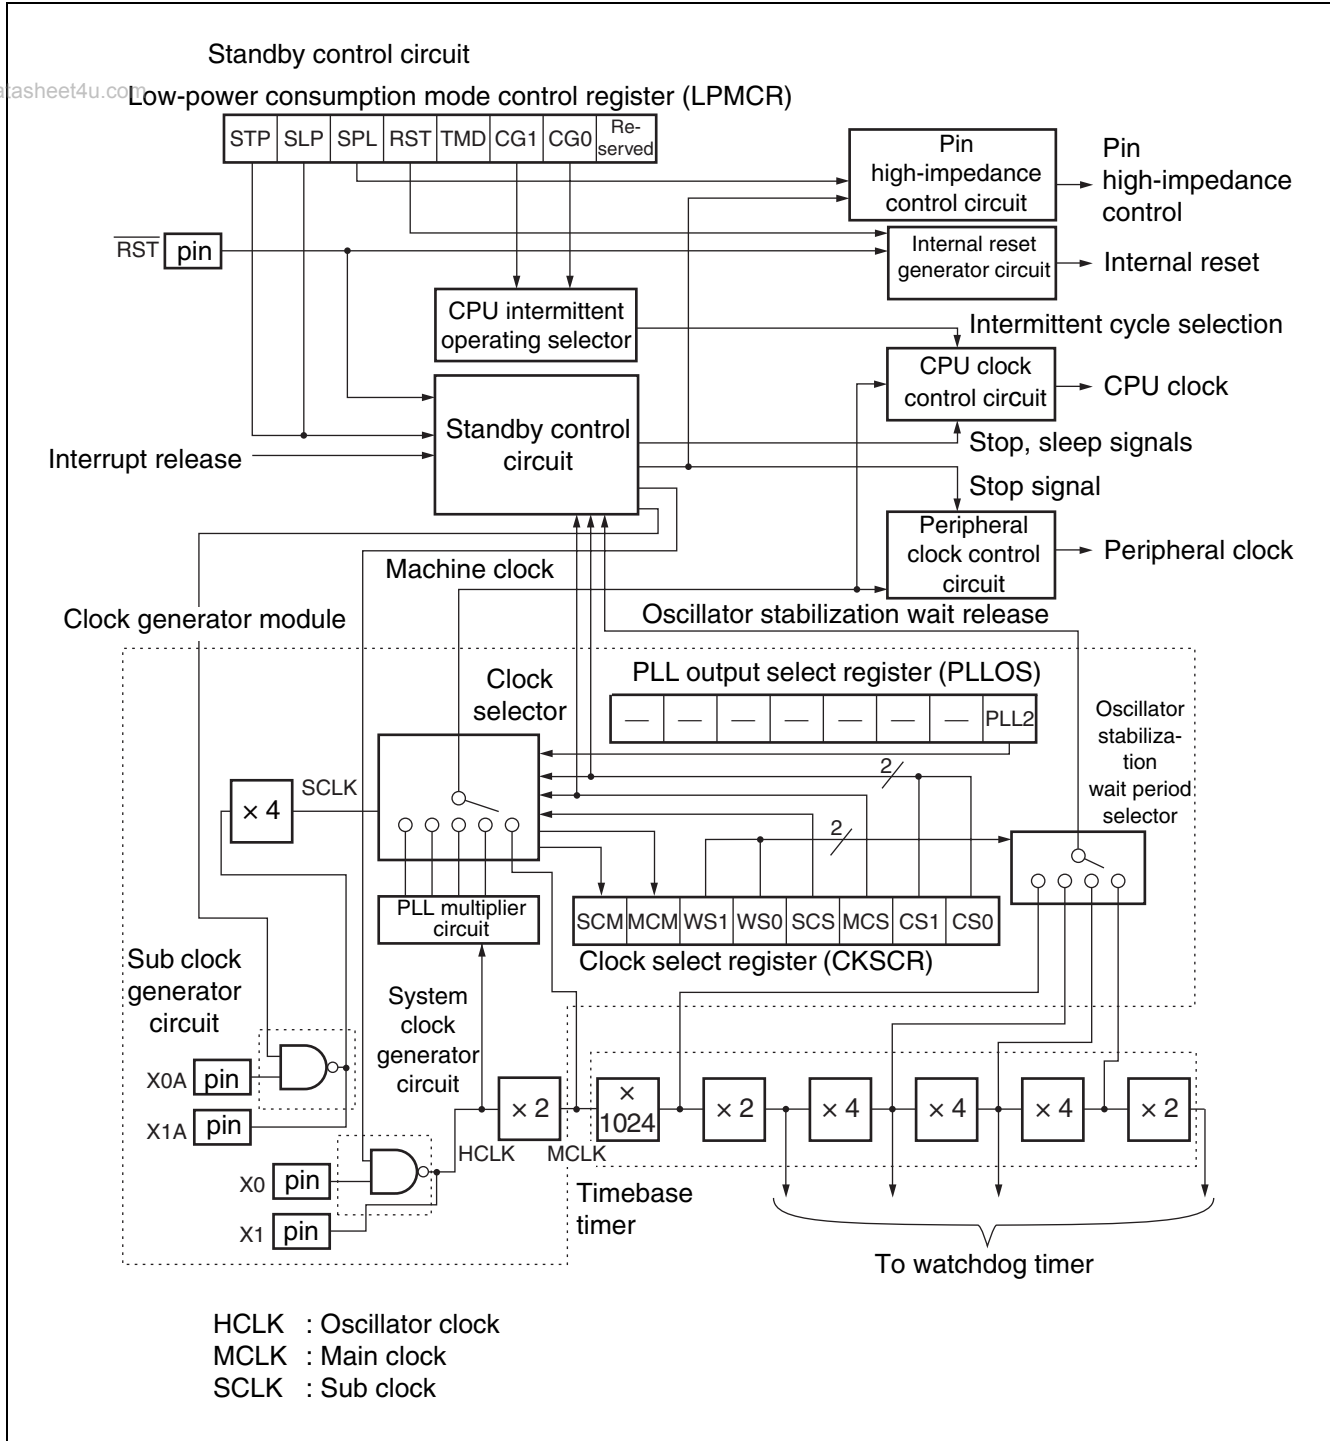 Standby control circuit
atasheet4u.com
Low-power consumption mode control register (LPMCR)
STP SLP SPL RST TMD CG1 CG0 Re-
served
Pin
high-impedance
control circuit
Pin
high-impedance
control
RST pin
Internal reset
generator circuit
Internal reset
CPU intermittent
operating selector
Intermittent cycle selection
CPU clock
control circuit
CPU clock
Standby control
circuit
Stop, sleep signals
Interrupt release
Stop signal
Peripheral
clock control
circuit
Peripheral clock
Machine clock
Clock generator module
Oscillator stabilization wait release
Clock
selector
PLL output select register (PLLOS)
— — — — — — — PLL2
Oscillator
stabiliza-
tion
wait period
selector
2
SCLK
× 4
2
PLL multiplier
circuit
SCM MCM WS1 WS0 SCS MCS CS1 CS0
Clock select register (CKSCR)
Sub clock
generator
circuit
System
clock
generator
circuit
X0A pin
X1A pin
× 2
×
1024
× 2
× 4
× 4
× 4
× 2
HCLK
MCLK
X0 pin
X1 pin
Timebase
timer
To watchdog timer
HCLK : Oscillator clock
MCLK : Main clock
SCLK : Sub clock